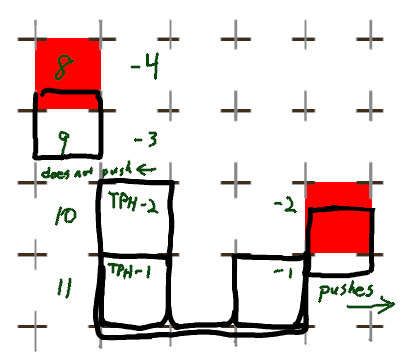 8 -4
9 -3
does not push ←
10 TPH-2 -2
11 TPH-1 -1
pushes
→